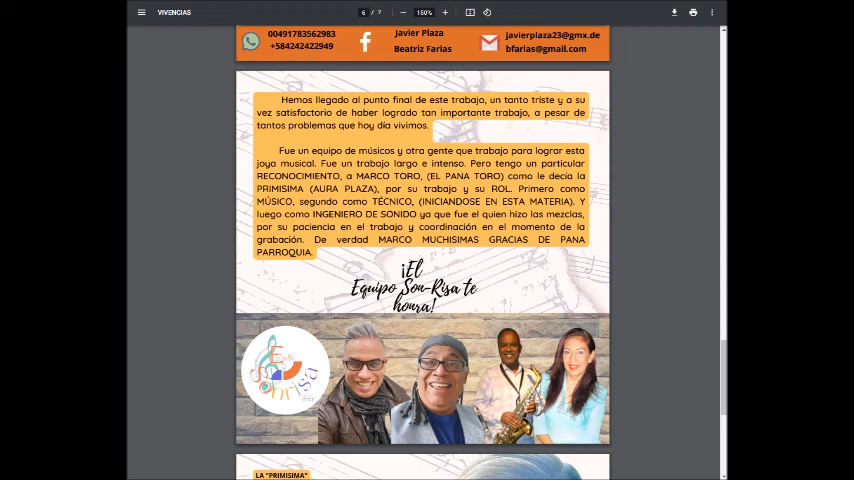 VIVENCIAS
6 / 7
150%
00491783562983
+584242422949
Javier Plaza
Beatriz Farias
javierplaza23@gmx.de
bfarias@gmail.com
Hemos llegado al punto final de este trabajo, un tanto triste y a su
vez satisfactorio de haber logrado tan importante trabajo, a pesar de
tantos problemas que hoy día vivimos.
Fue un equipo de músicos y otra gente que trabajo para lograr esta
joya musical. Fue un trabajo largo e intenso. Pero tengo un particular
RECONOCIMIENTO, a MARCO TORO, (EL PANA TORO) como le decía la
PRIMISIMA (AURA PLAZA), por su trabajo y su ROL. Primero como
MÚSICO, segundo como TÉCNICO, (INICIANDOSE EN ESTA MATERIA). Y
luego como INGENIERO DE SONIDO ya que fue el quien hizo las mezclas,
por su paciencia en el trabajo y coordinación en el momento de la
grabación. De verdad MARCO MUCHISIMAS GRACIAS DE PANA
PARROQUIA.
¡El
Equipo Son-Risa te
honra!
Sonrisa
LA "PRIMISIMA"